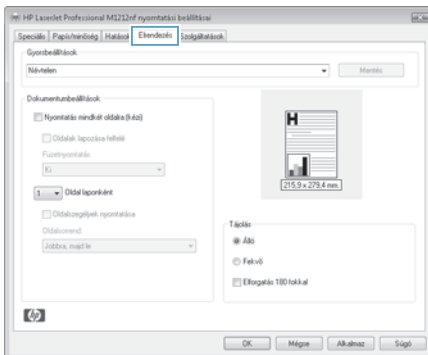 HP LaserJet Professional M1212nf nyomtatási beállításai
Speciális Papír/minőség Hatások Elrendezés Szolgáltatások
Gyorsbeállítások
Névtelen Mentés
Dokumentumbeállítások
Nyomtatás mindkét oldalra (kézi)
Oldalak lapozása felfelé
Füzetnyomtatás
Ki
1 Oldal laponként
Oldalszegélyek nyomtatása
Oldalsorrend
Jobbra, majd le
215,9 × 279,4 mm.
Tájolás
Álló
Fekvő
Elforgatás 180 fokkal
hp
OK Mégse Alkalmaz Súgó